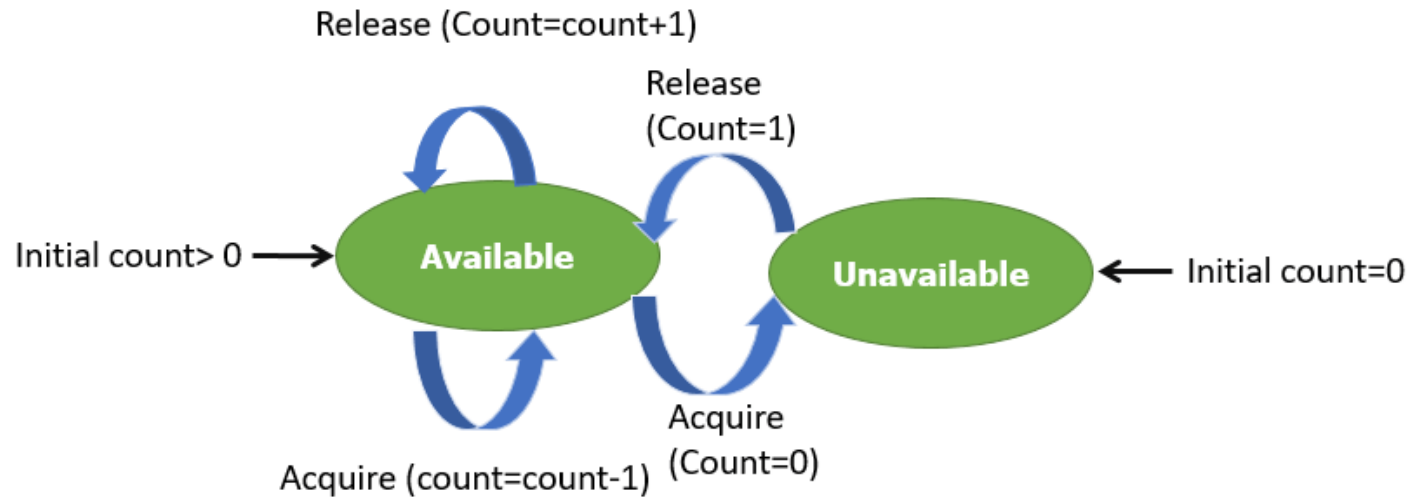 Release (Count=count+1)
Release
(Count=1)
Initial count> 0
Available
Unavailable
Initial count=0
Acquire
(Count=0)
Acquire (count=count-1)